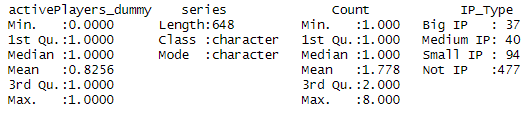 activePlayers_dummy    series            Count         IP_Type
Min.   :0.0000   Length:648         Min.   :1.000   Big IP   : 37
1st Qu.:1.0000   Class :character   1st Qu.:1.000   Medium IP: 40
Median :1.0000   Mode  :character   Median :1.000   Small IP : 94
Mean   :0.8256                      Mean   :1.778   Not IP   :477
3rd Qu.:1.0000                      3rd Qu.:2.000
Max.   :1.0000                      Max.   :8.000